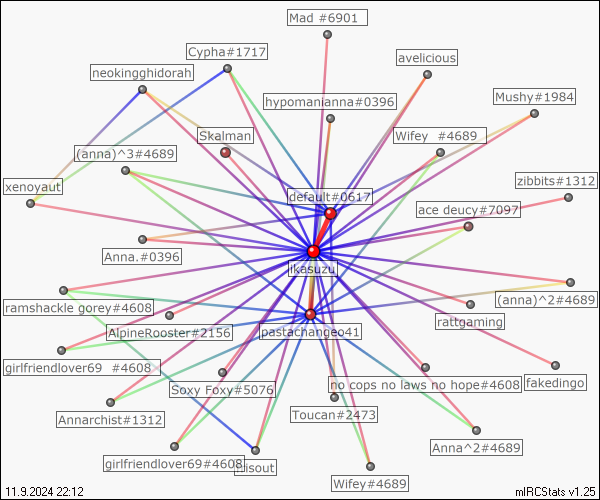 Mad #6901
Cypha#1717
avelicious
neokingghidorah
hypomanianna#0396
Mushy#1984
Skalman
Wifey  #4689
(anna)^3#4689
xenoyaut
zibbits#1312
default#0617
ace deucy#7097
Anna.#0396
ikasuzu
ramshackle gorey#4608
(anna)^2#4689
rattgaming
AlpineRooster#2156
pastachangeo41
girlfriendlover69  #4608
Soxy Foxy#5076
no cops no laws no hope#4608
fakedingo
Annarchist#1312
Toucan#2473
Anna^2#4689
girlfriendlover69#4608
isout
Wifey#4689
11.9.2024 22:12
mIRCStats v1.25